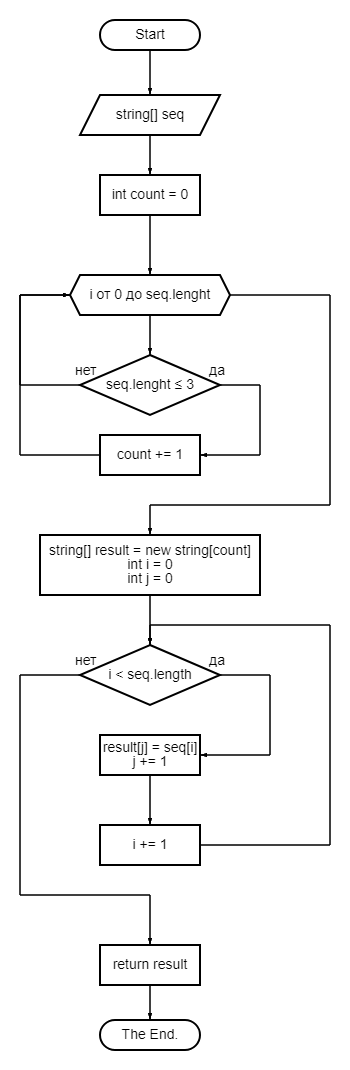 Start
string[] seq
int count = 0
i от 0 до seq.lenght
нет
да
seq.lenght ≤ 3
count += 1
string[] result = new string[count]
int i = 0
int j = 0
нет
да
i < seq.length
result[j] = seq[i]
j += 1
i += 1
return result
The End.